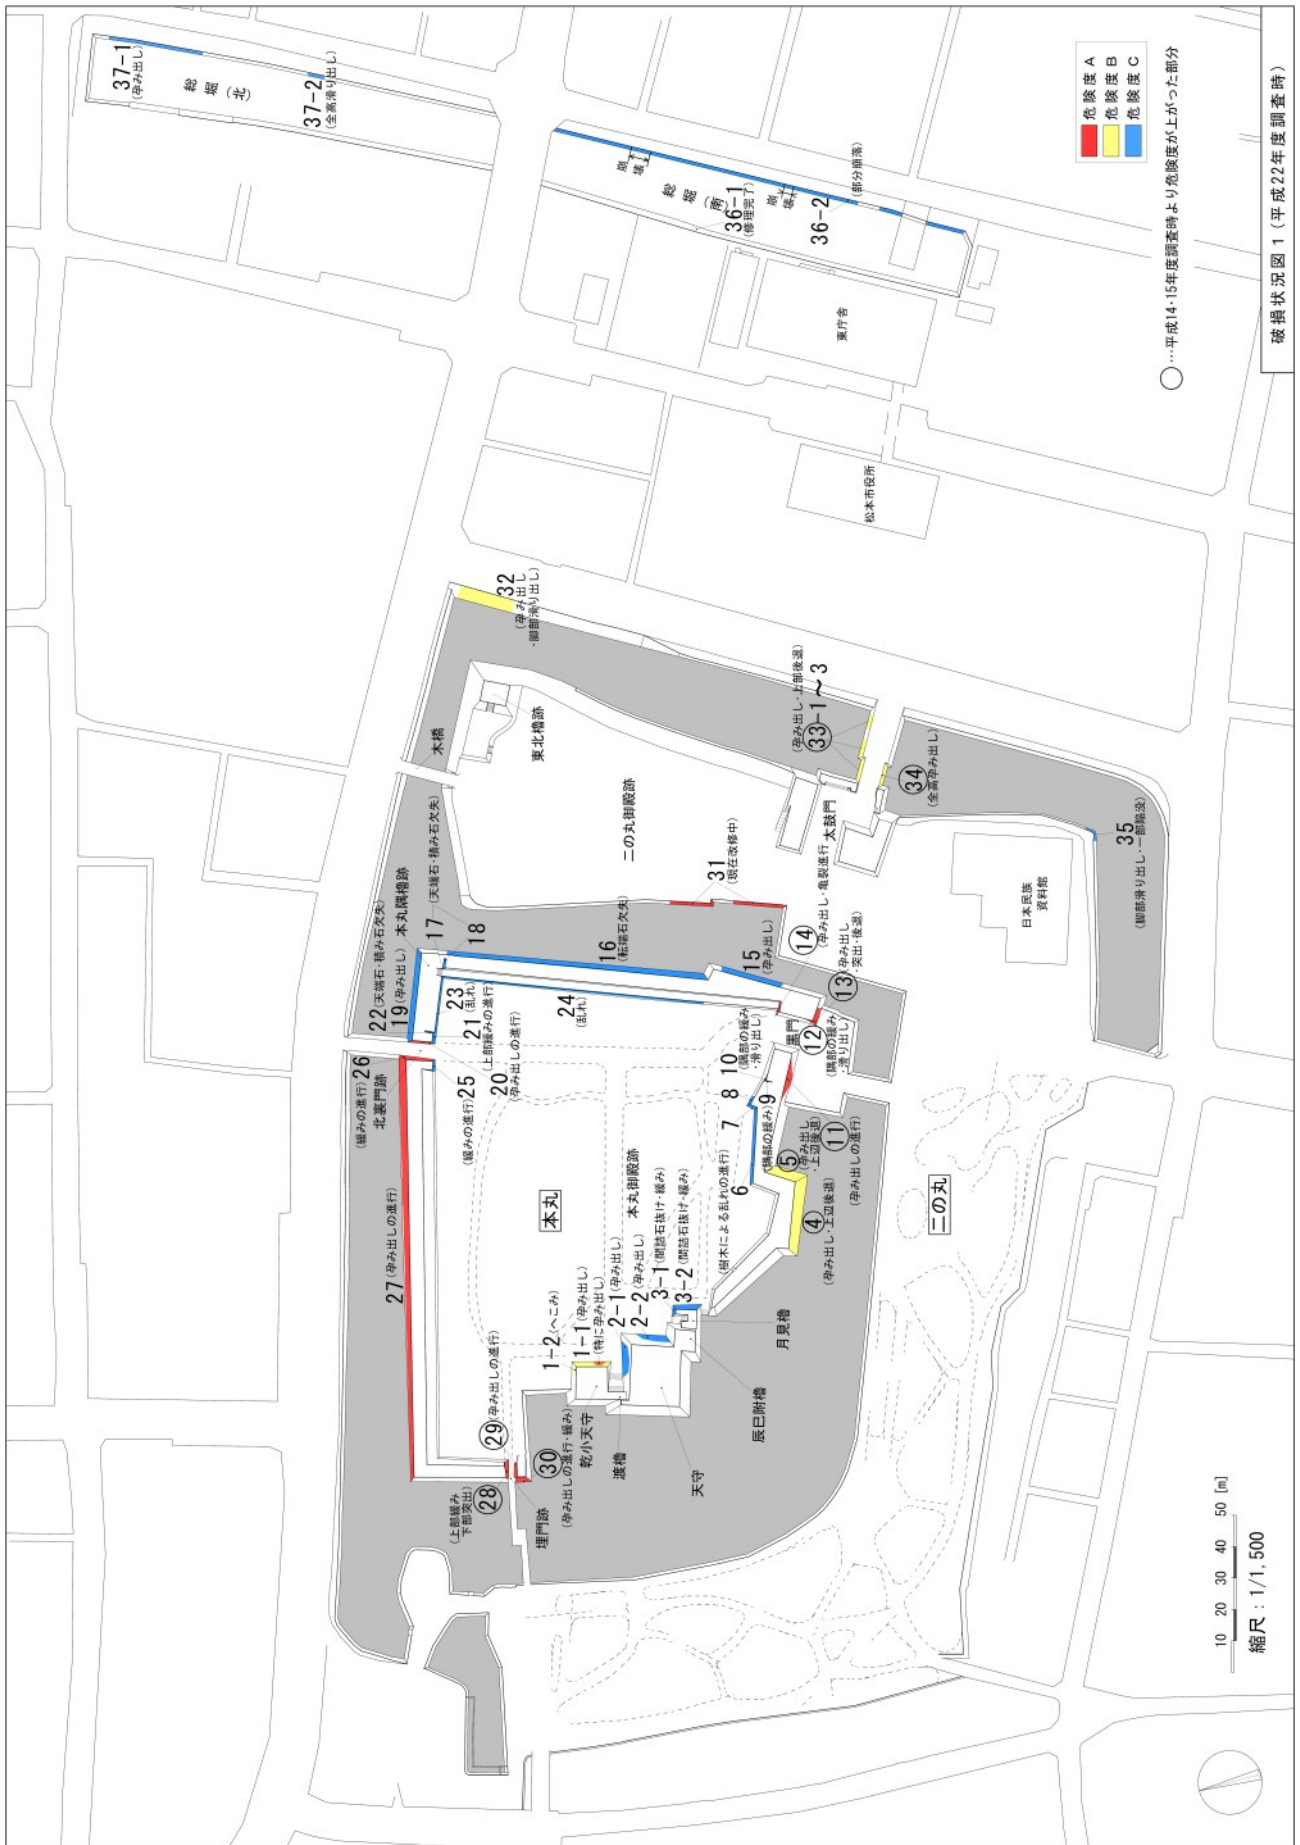 37-1
(孕み出し)
総堀(北)
37-2
(全高滑り出し)
崩壊
総堀(南)
36-1
(修理完了)
崩壊
36-2
(部分崩落)
東庁舎
危険度A
危険度B
危険度C
○…平成14・15年度調査時より危険度が上がった部分
破損状況図1(平成22年度調査時)
松本市役所
32
(孕み出し
・脚部滑り出し)
木橋
東北櫓跡
二の丸御殿跡
(孕み出し・上部後退)
㉝-1～3
太鼓門
㉞
(全高孕み出し)
35
(脚部滑り出し・一部陥没)
日本民族
資料館
31
(現在改修中)
22(天端石・積み石欠失)
19(孕み出し)
本丸隅櫓跡
17
(天端石・積み石欠失)
18
16
(転端石欠失)
15
(孕み出し)
⑭
(孕み出し・亀裂進行)
⑬(孕み出し
・突出・後退)
23
(乱れ)
24
(乱れ)
21(上部緩みの進行)
20
(孕み出しの進行)
25
(緩みの進行)
26
(緩みの進行)
北裏門跡
27(孕み出しの進行)
黒門
⑫
(隅部の緩み
・滑り出し)
10
(隅部の緩み
滑り出し)
8
7
9
(隅部の緩み)
6
⑤
(孕み出し
・上辺後退)
⑪
(孕み出しの進行)
④
(孕み出し・上辺後退)
(樹木による乱れの進行)
本丸
本丸御殿跡
二の丸
3-1(間詰石抜け・緩み)
3-2(間詰石抜け・緩み)
2-1(孕み出し)
2-2(孕み出し)
1-2(へこみ)
1-1(孕み出し)
(特に孕み出し)
月見櫓
辰巳附櫓
天守
渡櫓
乾小天守
㉙(孕み出しの進行)
㉚
(孕み出しの進行・緩み)
㉘
(上部緩み
下部突出)
埋門跡
10 20 30 40 50 [m]
縮尺:1/1,500